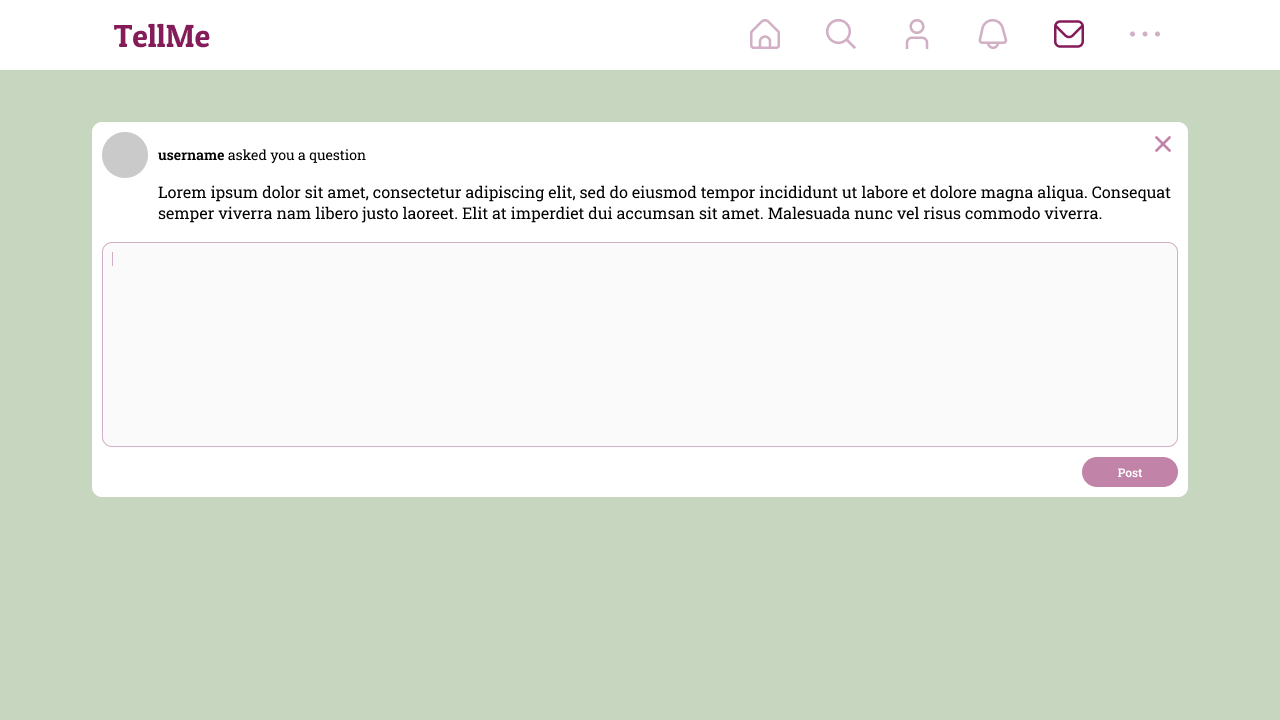 TellMe
username asked you a question
Lorem ipsum dolor sit amet, consectetur adipiscing elit, sed do eiusmod tempor incididunt ut labore et dolore magna aliqua. Consequat
semper viverra nam libero justo laoreet. Elit at imperdiet dui accumsan sit amet. Malesuada nunc vel risus commodo viverra.
Post